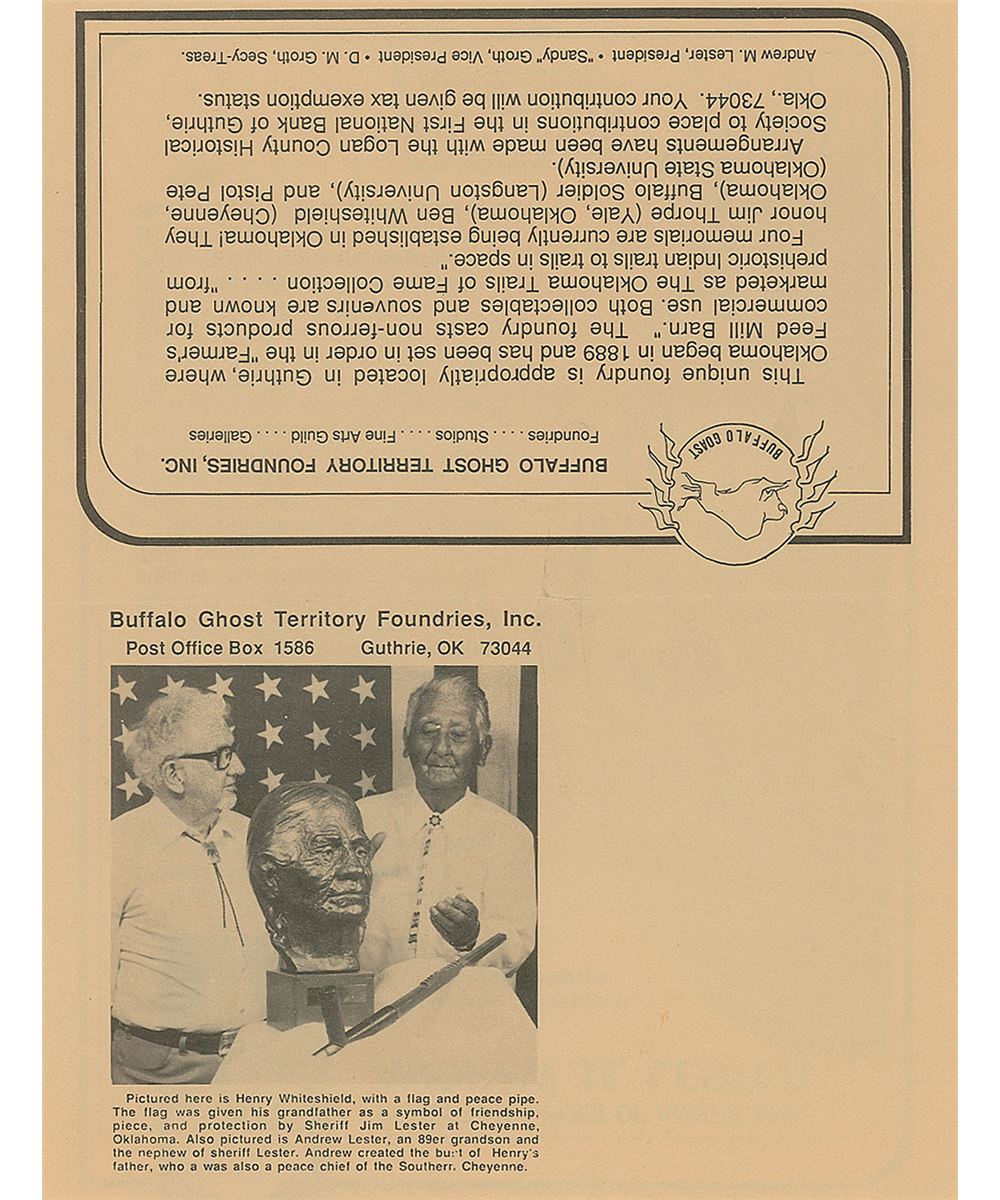 Buffalo Ghost Territory Foundries, Inc.
Post Office Box 1586 Guthrie, OK 73044
Pictured here is Henry Whiteshield, with a flag and peace pipe.
The flag was given his grandfather as a symbol of friendship,
piece, and protection by Sheriff Jim Lester at Cheyenne,
Oklahoma. Also pictured is Andrew Lester, an 89er grandson and
the nephew of sheriff Lester. Andrew created the bust of Henry's
father, who a was also a peace chief of the Southern. Cheyenne.
BUFFALO GOAST
BUFFALO GHOST TERRITORY FOUNDRIES, INC.
Foundries . . . . Studios . . . . Fine Arts Guild . . . . Galleries
This unique foundry is appropriatly located in Guthrie, where
Oklahoma began in 1889 and has been set in order in the "Farmer's
Feed Mill Barn." The foundry casts non-ferrous products for
commercial use. Both collectables and souvenirs are known and
marketed as The Oklahoma Trails of Fame Collection . . . . . "from
prehistoric Indian trails to trails in space."
Four memorials are currently being established in Oklahoma! They
honor Jim Thorpe (Yale, Oklahoma), Ben Whiteshield (Cheyenne,
Oklahoma), Buffalo Soldier (Langston University), and Pistol Pete
(Oklahoma State University).
Arrangements have been made with the Logan County Historical
Society to place contributions in the First National Bank of Guthrie,
Okla., 73044. Your contribution will be given tax exemption status.
Andrew M. Lester, President • "Sandy" Groth, Vice President • D. M. Groth, Secy-Treas.